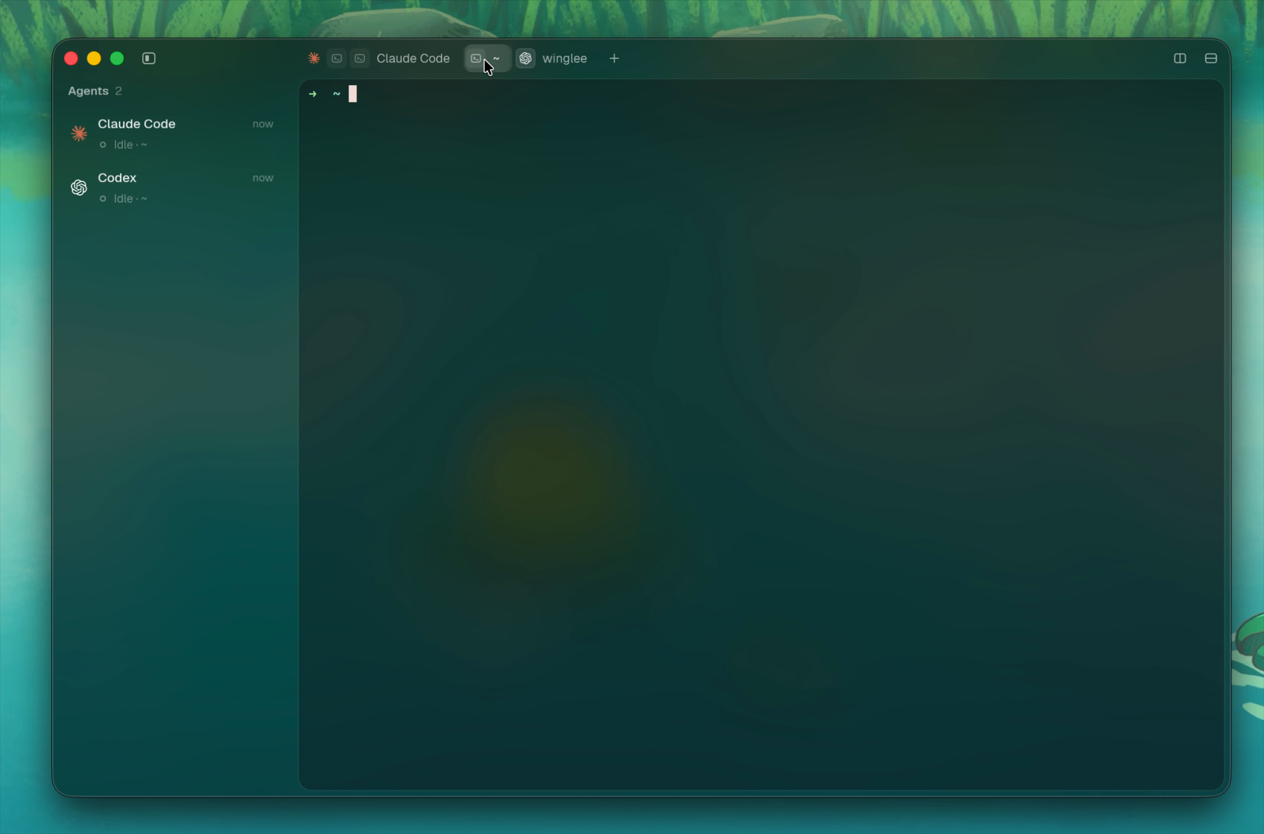 Claude Code ~ winglee +
Agents 2
→ ~
Claude Code now
Idle · ~
Codex now
Idle · ~